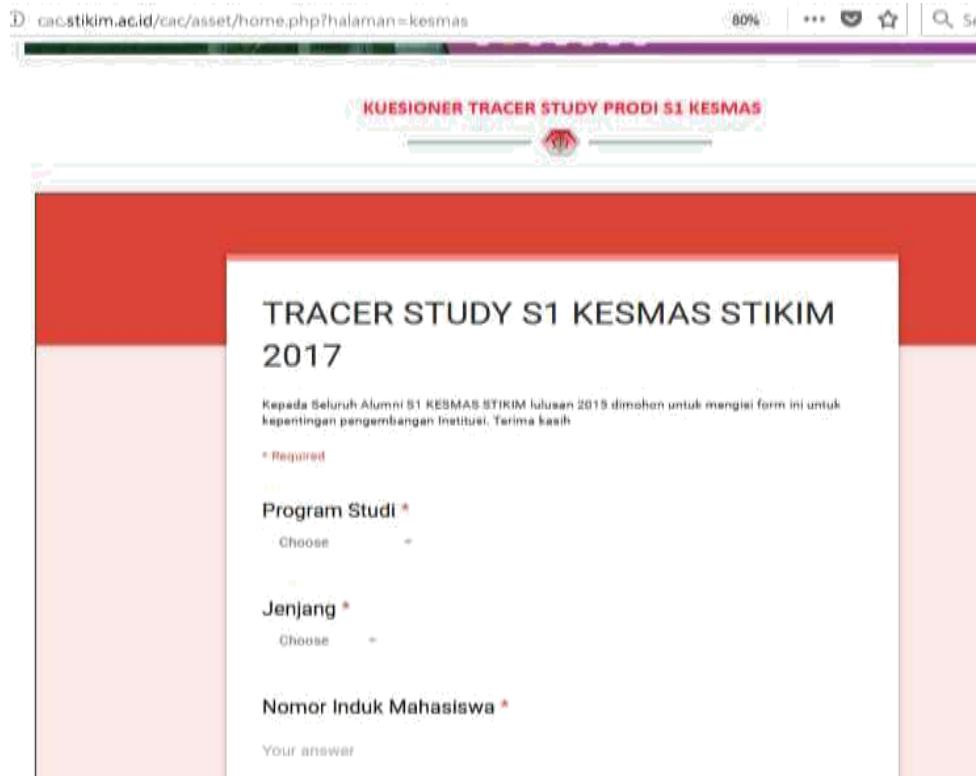 cac.stikim.ac.id/cac/asset/home.php?halaman=kesmas
80%
KUESIONER TRACER STUDY PRODI S1 KESMAS
TRACER STUDY S1 KESMAS STIKIM
2017
Kepada Seluruh Alumni S1 KESMAS STIKIM lulusan 2015 dimohon untuk mengisi form ini untuk
kepentingan pengembangan Institusi. Terima kasih
* Required
Program Studi *
Choose
Jenjang *
Choose
Nomor Induk Mahasiswa *
Your answer